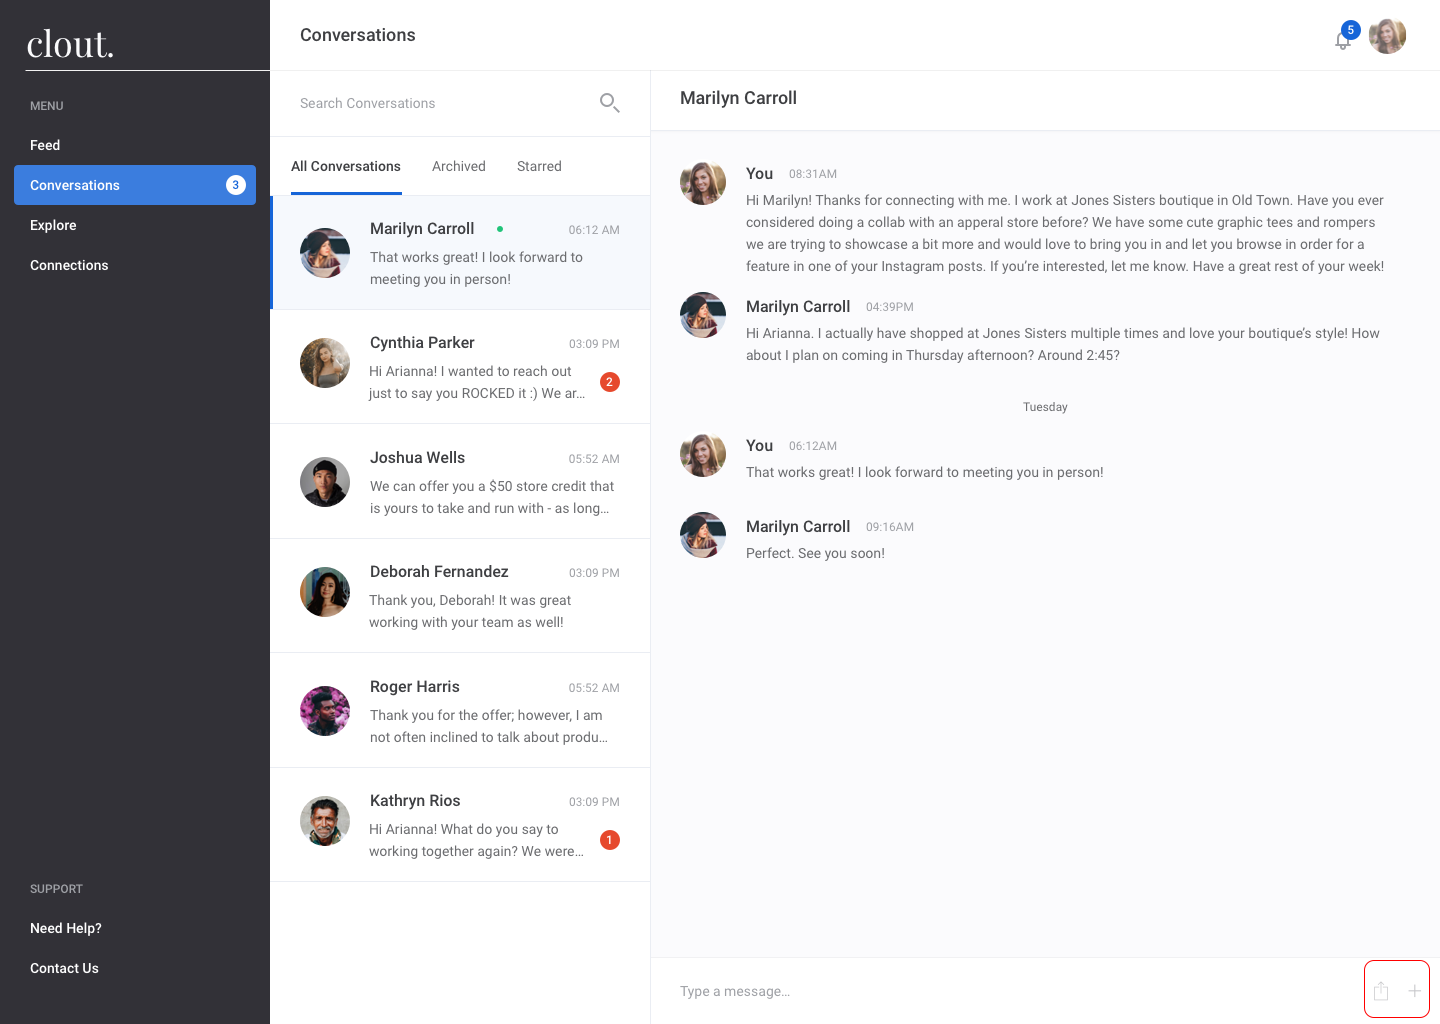 clout.
MENU
Feed
Conversations 3
Explore
Connections
SUPPORT
Need Help?
Contact Us
Conversations
5
Search Conversations
All Conversations Archived Starred
Marilyn Carroll 06:12 AM
That works great! I look forward to
meeting you in person!
Cynthia Parker 03:09 PM
Hi Arianna! I wanted to reach out
just to say you ROCKED it :) We ar...
2
Joshua Wells 05:52 AM
We can offer you a $50 store credit that
is yours to take and run with - as long...
Deborah Fernandez 03:09 PM
Thank you, Deborah! It was great
working with your team as well!
Roger Harris 05:52 AM
Thank you for the offer; however, I am
not often inclined to talk about produ...
Kathryn Rios 03:09 PM
Hi Arianna! What do you say to
working together again? We were...
1
Marilyn Carroll
You 08:31AM
Hi Marilyn! Thanks for connecting with me. I work at Jones Sisters boutique in Old Town. Have you ever
considered doing a collab with an apperal store before? We have some cute graphic tees and rompers
we are trying to showcase a bit more and would love to bring you in and let you browse in order for a
feature in one of your Instagram posts. If you’re interested, let me know. Have a great rest of your week!
Marilyn Carroll 04:39PM
Hi Arianna. I actually have shopped at Jones Sisters multiple times and love your boutique’s style! How
about I plan on coming in Thursday afternoon? Around 2:45?
Tuesday
You 06:12AM
That works great! I look forward to meeting you in person!
Marilyn Carroll 09:16AM
Perfect. See you soon!
Type a message...